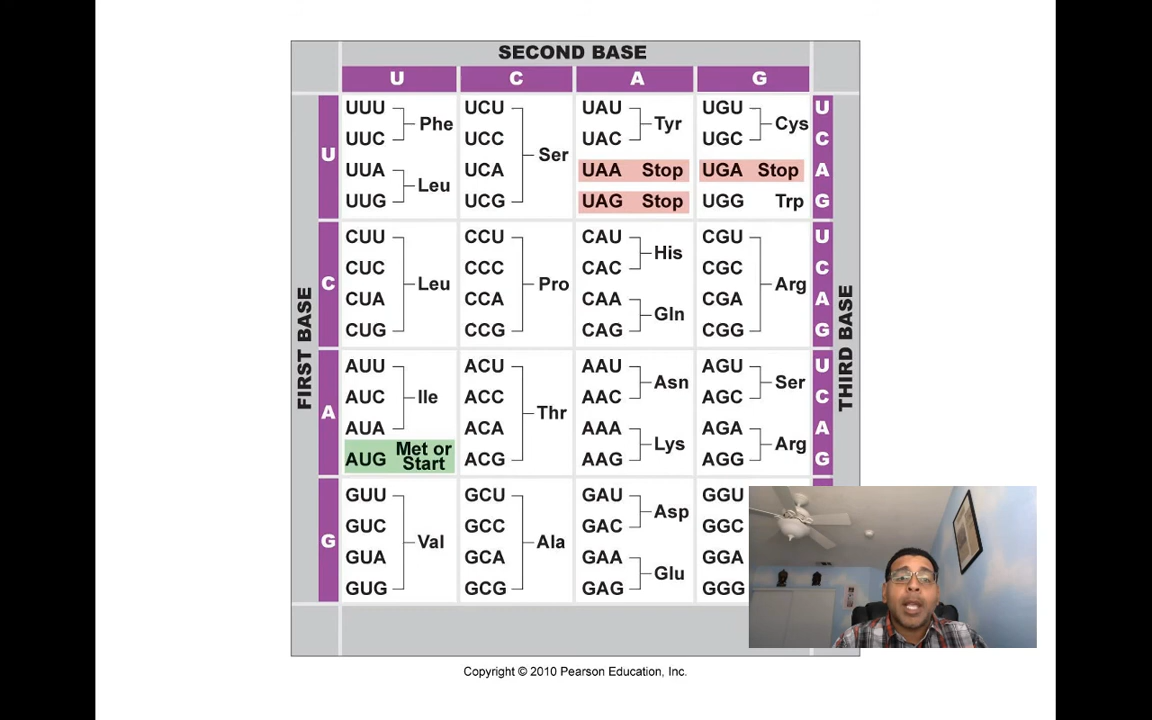 SECOND BASE
U C A G
FIRST BASE
THIRD BASE
U
UUU
UUC
Phe
UUA
UUG
Leu
UCU
UCC
UCA
UCG
Ser
UAU
UAC
Tyr
UAA Stop
UAG Stop
UGU
UGC
Cys
UGA Stop
UGG Trp
U
C
A
G
C
CUU
CUC
CUA
CUG
Leu
CCU
CCC
CCA
CCG
Pro
CAU
CAC
His
CAA
CAG
Gln
CGU
CGC
CGA
CGG
Arg
U
C
A
G
A
AUU
AUC
AUA
Ile
AUG Met or
Start
ACU
ACC
ACA
ACG
Thr
AAU
AAC
Asn
AAA
AAG
Lys
AGU
AGC
Ser
AGA
AGG
Arg
U
C
A
G
G
GUU
GUC
GUA
GUG
Val
GCU
GCC
GCA
GCG
Ala
GAU
GAC
Asp
GAA
GAG
Glu
GGU
GGC
GGA
GGG
Copyright © 2010 Pearson Education, Inc.